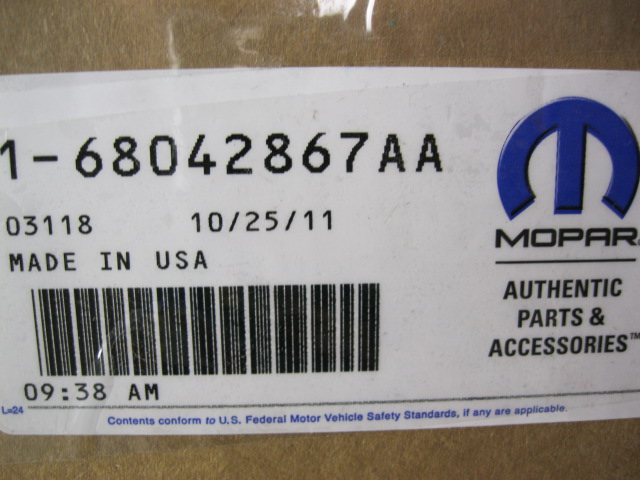 1-68042867AA
03118 10/25/11
MADE IN USA
09:38 AM
L=24
Contents conform to U.S. Federal Motor Vehicle Safety Standards, if any are applicable.
MOPAR®
AUTHENTIC
PARTS &
ACCESSORIES™